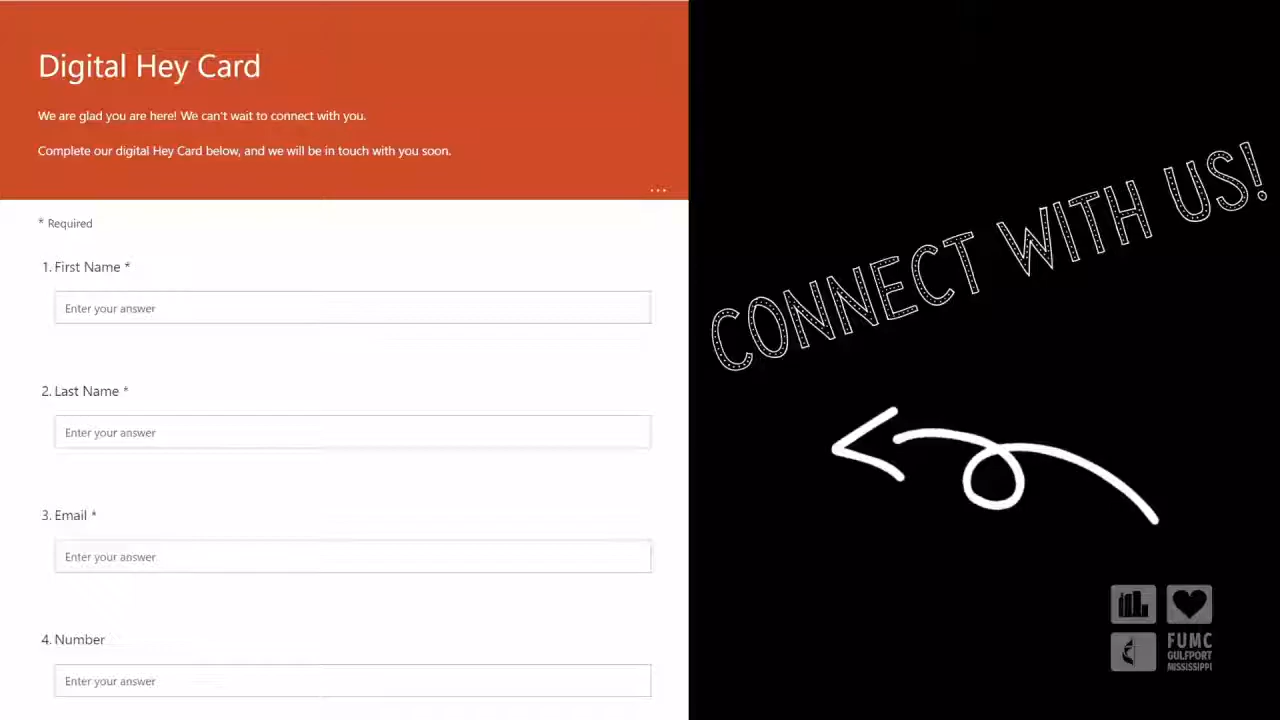 Digital Hey Card
We are glad you are here! We can't wait to connect with you.
Complete our digital Hey Card below, and we will be in touch with you soon.
...
* Required
1. First Name *
Enter your answer
2. Last Name *
Enter your answer
3. Email *
Enter your answer
4. Number
Enter your answer
CONNECT WITH US!
FUMC
GULFPORT
MISSISSIPPI